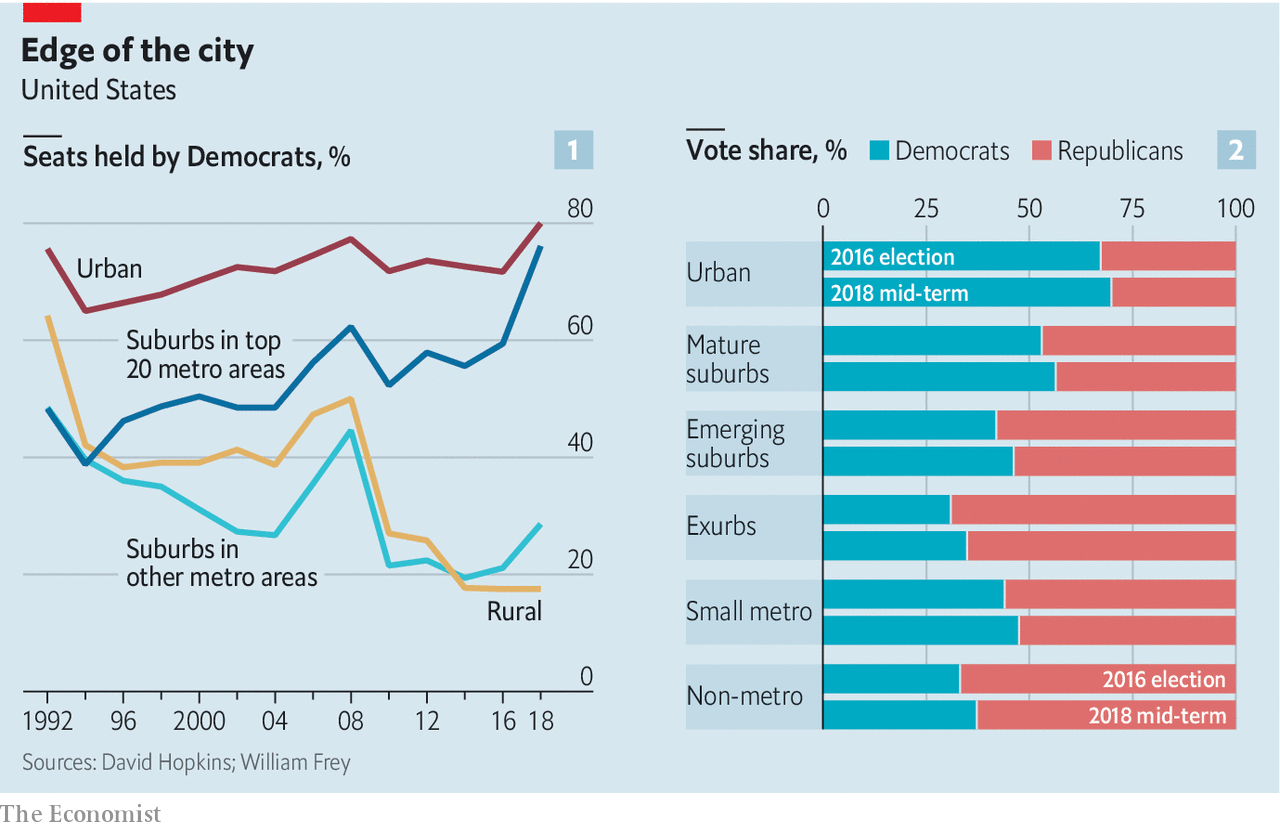 Edge of the city
United States
Seats held by Democrats, %
1
80
Urban
Suburbs in top
20 metro areas
60
40
Suburbs in
other metro areas
20
Rural
0
1992 96 2000 04 08 12 16 18
Vote share, % Democrats Republicans 2
0 25 50 75 100
Urban
2016 election
2018 mid-term
Mature
suburbs
Emerging
suburbs
Exurbs
Small metro
Non-metro
2016 election
2018 mid-term
Sources: David Hopkins; William Frey
The Economist